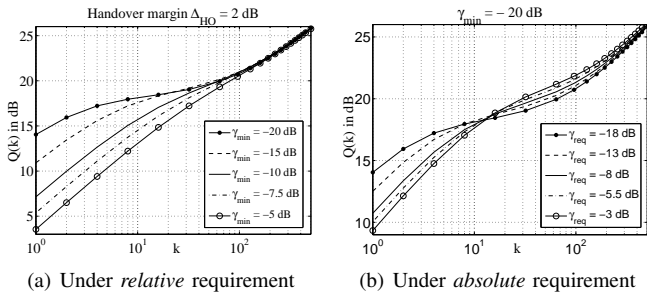 Handover margin Δ_HO = 2 dB
Q(k) in dB
25
20
15
10
5
10^0
10^1
k
10^2
γ_min = −20 dB
γ_min = −15 dB
γ_min = −10 dB
γ_min = −7.5 dB
γ_min = −5 dB
(a) Under relative requirement
γ_min = − 20 dB
Q(k) in dB
25
20
15
10
10^0
10^1
k
10^2
γ_req = −18 dB
γ_req = −13 dB
γ_req = −8 dB
γ_req = −5.5 dB
γ_req = −3 dB
(b) Under absolute requirement